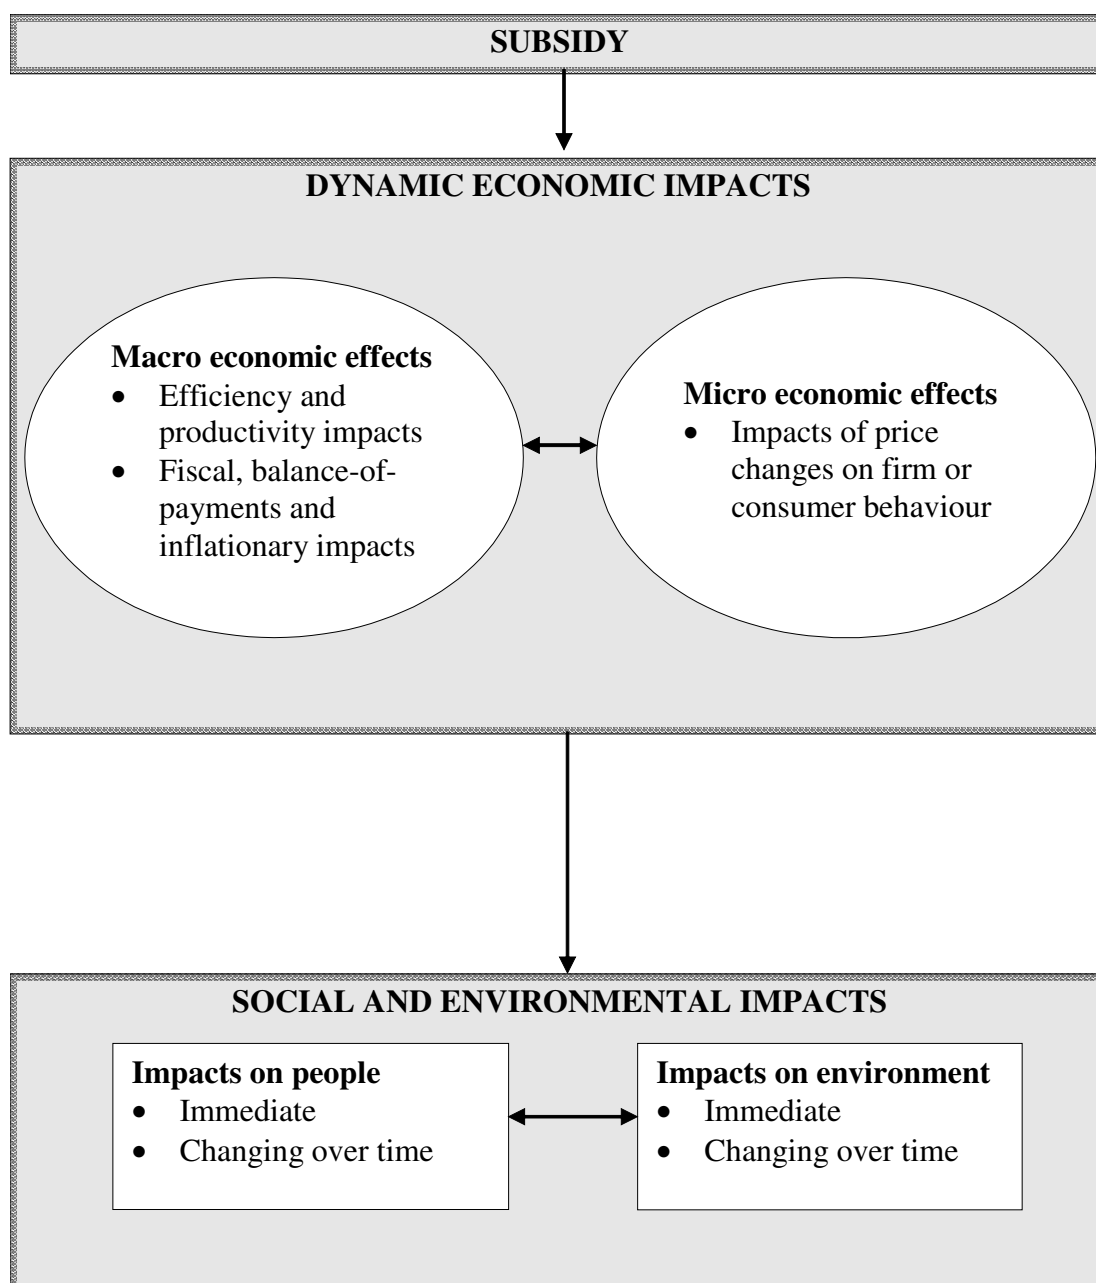 SUBSIDY
DYNAMIC ECONOMIC IMPACTS
Macro economic effects
• Efficiency and
productivity impacts
• Fiscal, balance-of-
payments and
inflationary impacts
Micro economic effects
• Impacts of price
changes on firm or
consumer behaviour
SOCIAL AND ENVIRONMENTAL IMPACTS
Impacts on people
• Immediate
• Changing over time
Impacts on environment
• Immediate
• Changing over time